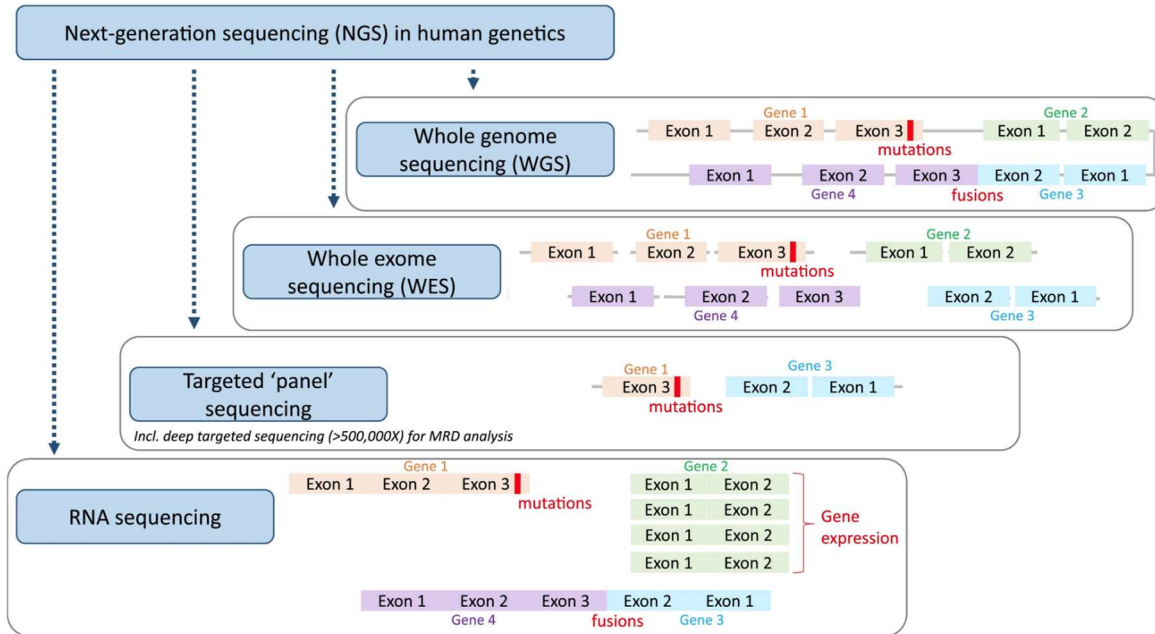 Next-generation sequencing (NGS) in human genetics
Whole genome
sequencing (WGS)
Gene 1
Gene 2
Exon 1 Exon 2 Exon 3 Exon 1 Exon 2
mutations
Exon 1 Exon 2 Exon 3 Exon 2 Exon 1
Gene 4 fusions Gene 3
Whole exome
sequencing (WES)
Gene 1 Gene 2
Exon 1 Exon 2 Exon 3 Exon 1 Exon 2
mutations
Exon 1 Exon 2 Exon 3 Exon 2 Exon 1
Gene 4 Gene 3
Targeted ‘panel’
sequencing
Incl. deep targeted sequencing (>500,000X) for MRD analysis
Gene 1 Gene 3
Exon 3 Exon 2 Exon 1
mutations
RNA sequencing
Gene 1 Gene 2
Exon 1 Exon 2 Exon 3
mutations
Exon 1 Exon 2
Exon 1 Exon 2
Exon 1 Exon 2
Exon 1 Exon 2
Gene
expression
Exon 1 Exon 2 Exon 3 Exon 2 Exon 1
Gene 4 fusions Gene 3